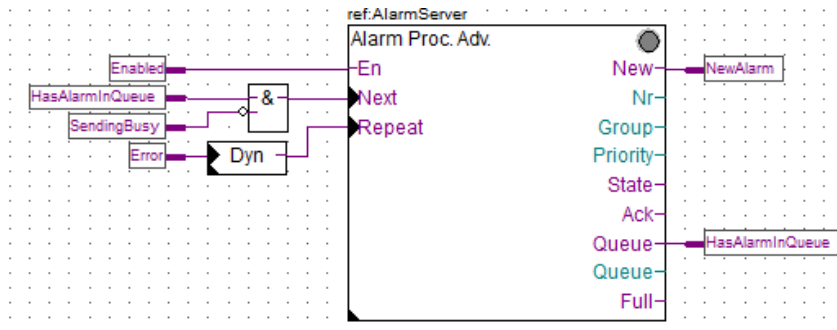 ref:AlarmServer
Alarm Proc. Adv.
Enabled
En
New
NewAlarm
HasAlarmInQueue
&
Next
Nr
SendingBusy
Repeat
Group
Error
Dyn
Priority
State
Ack
Queue
HasAlarmInQueue
Queue
Full